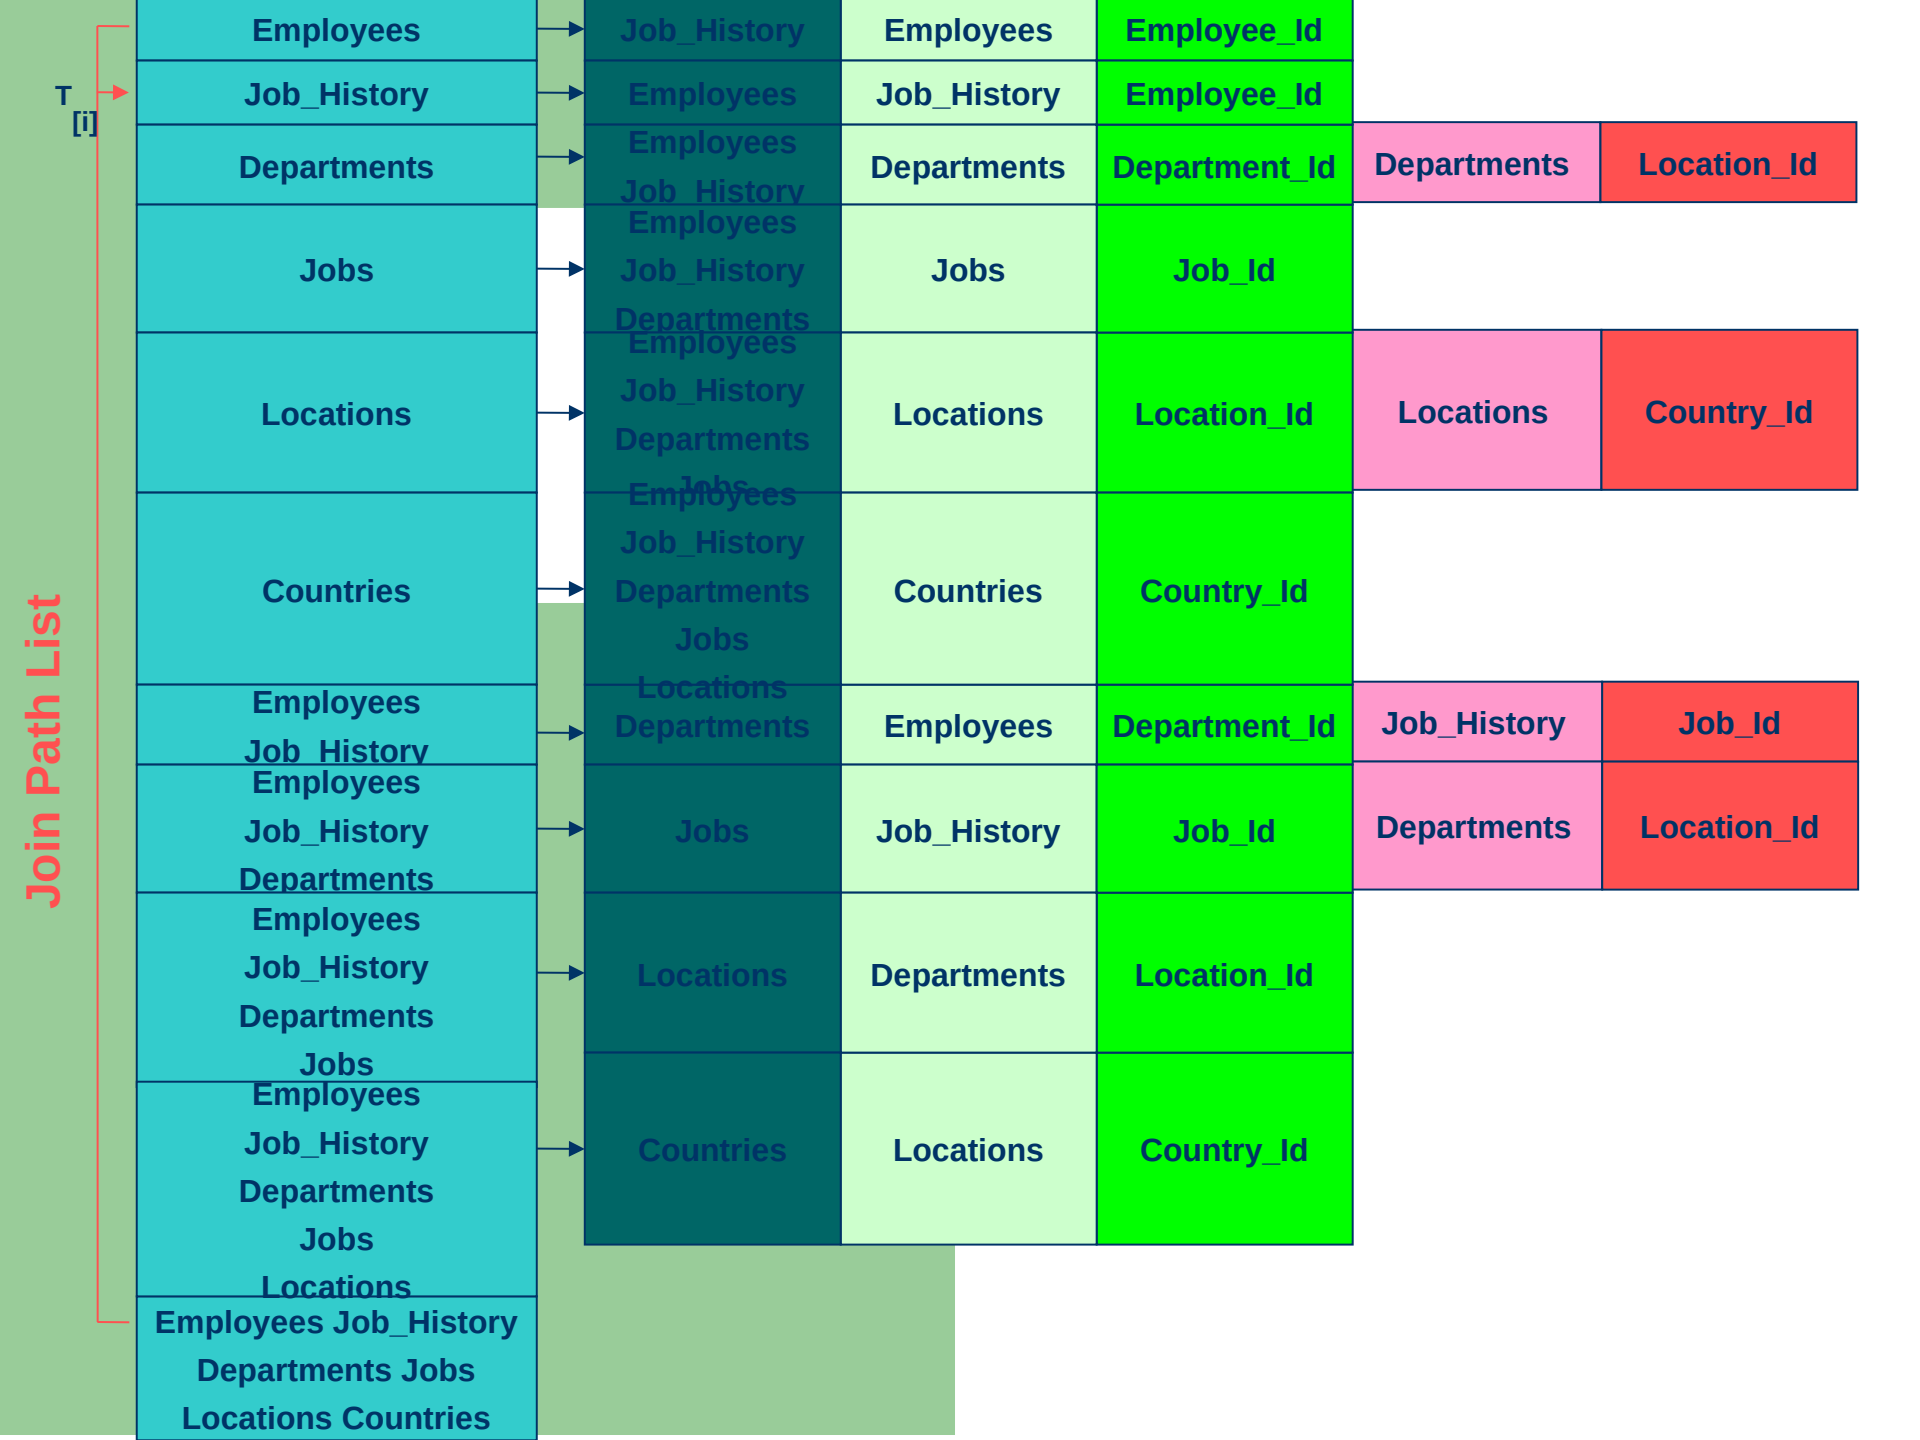 Employees
Job_History
Employees
Employee_Id
T
[i]
Job_History
Employees
Job_History
Employee_Id
Departments
Employees
Job_History
Departments
Department_Id
Departments
Location_Id
Jobs
Employees
Job_History
Departments
Jobs
Job_Id
Locations
Employees
Job_History
Departments
Jobs
Locations
Location_Id
Locations
Country_Id
Countries
Employees
Job_History
Departments
Jobs
Locations
Countries
Country_Id
Join Path List
Employees
Job_History
Departments
Employees
Department_Id
Job_History
Job_Id
Employees
Job_History
Departments
Jobs
Job_History
Job_Id
Departments
Location_Id
Employees
Job_History
Departments
Jobs
Locations
Departments
Location_Id
Employees
Job_History
Departments
Jobs
Locations
Countries
Locations
Country_Id
Employees Job_History
Departments Jobs
Locations Countries